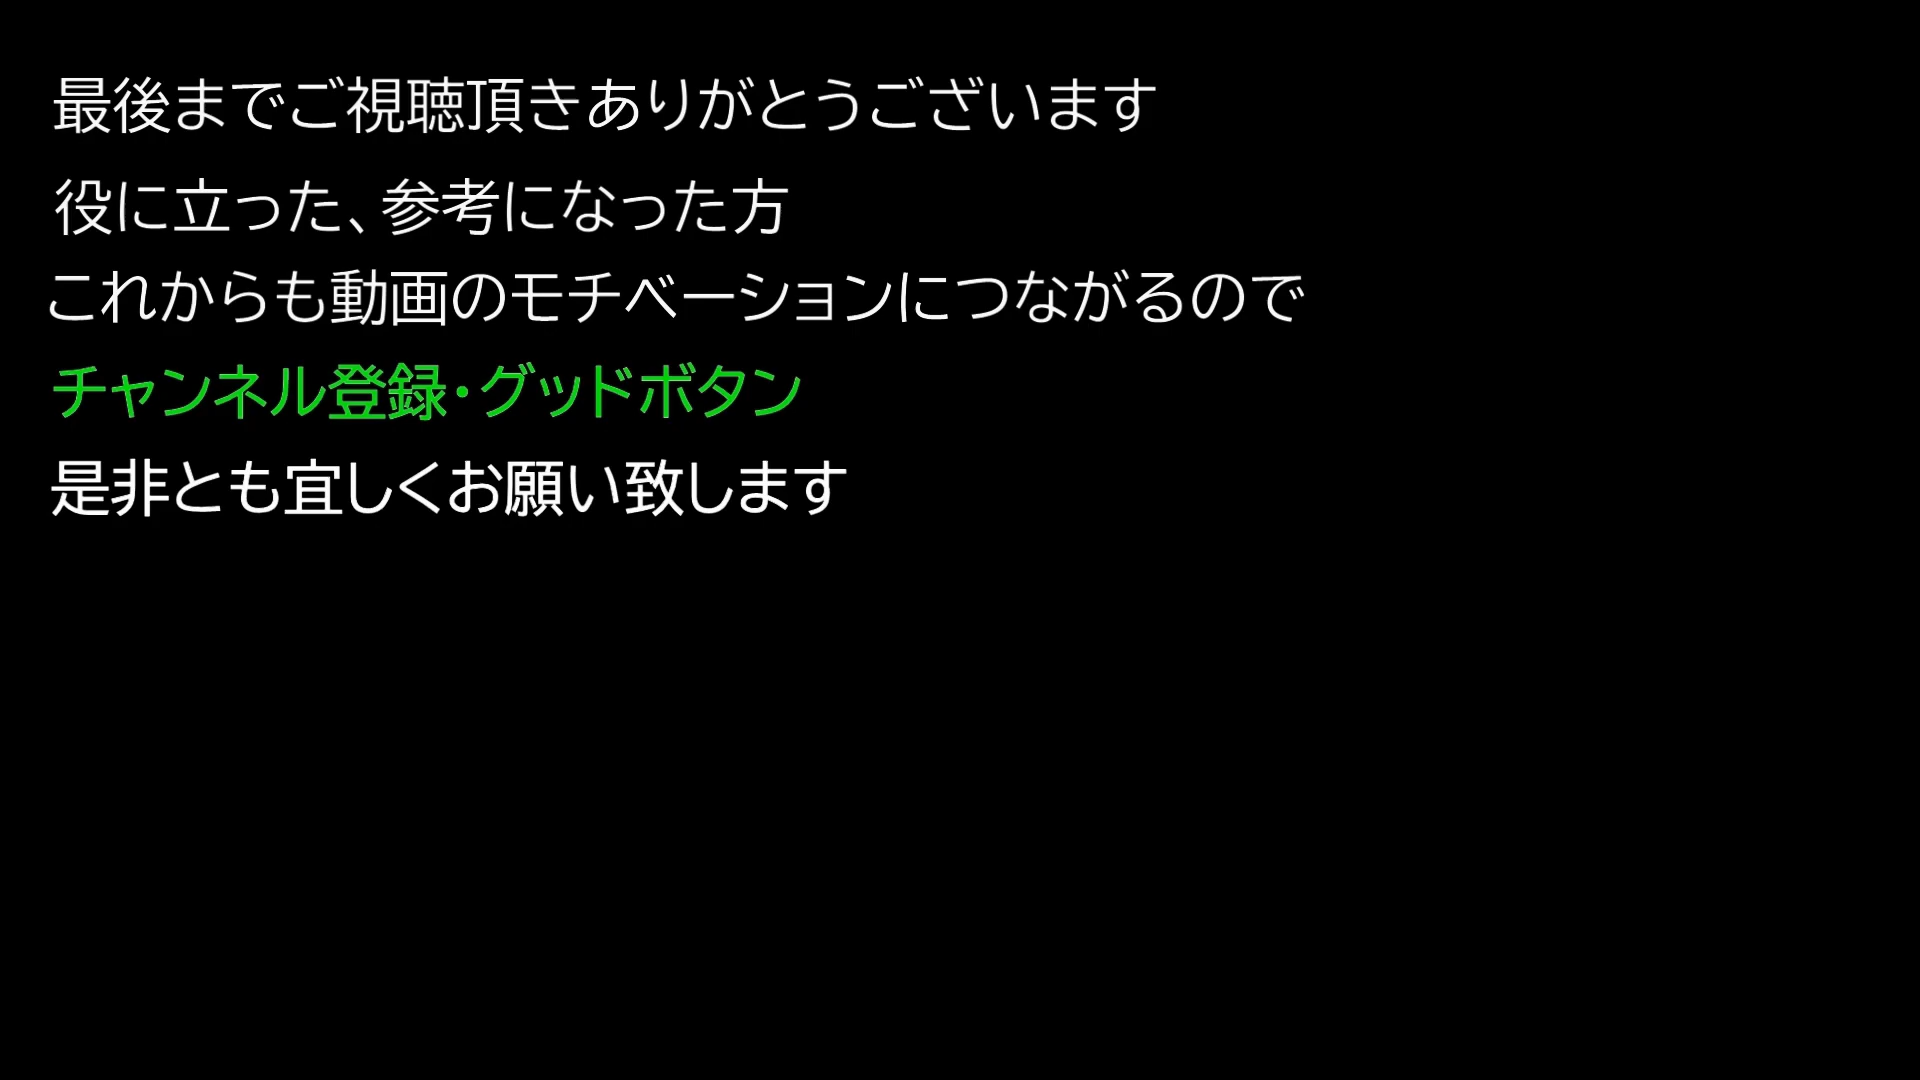 最後までご視聴頂きありがとうございます
役に立った、参考になった方
これからも動画のモチベーションにつながるので
チャンネル登録・グッドボタン
是非とも宜しくお願い致します